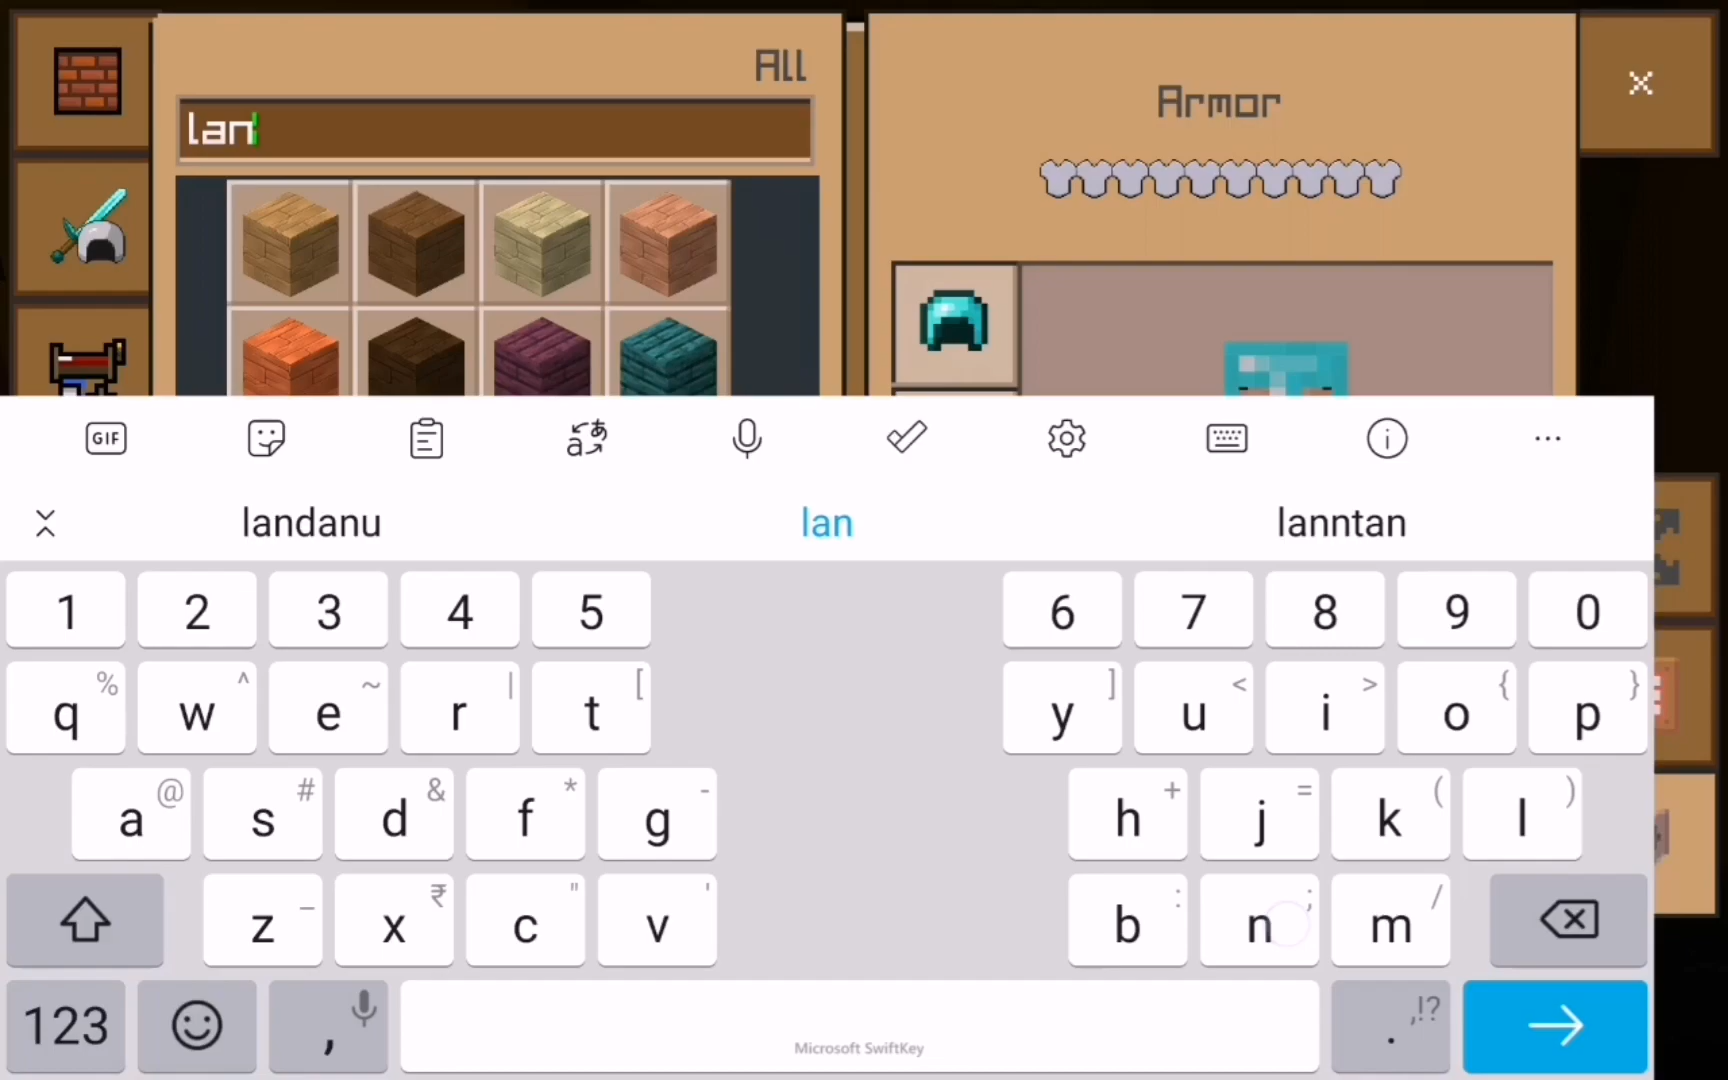 All
lan
Armor
GIF
landanu lan lanntan
1 2 3 4 5 6 7 8 9 0
q % w ^ e ~ r | t [ y ] u < i > o { p }
a @ s # d & f * g - h + j = k ( l )
z _ x ₹ c " v ' b : n ; m /
123 , . ,!?
Microsoft SwiftKey